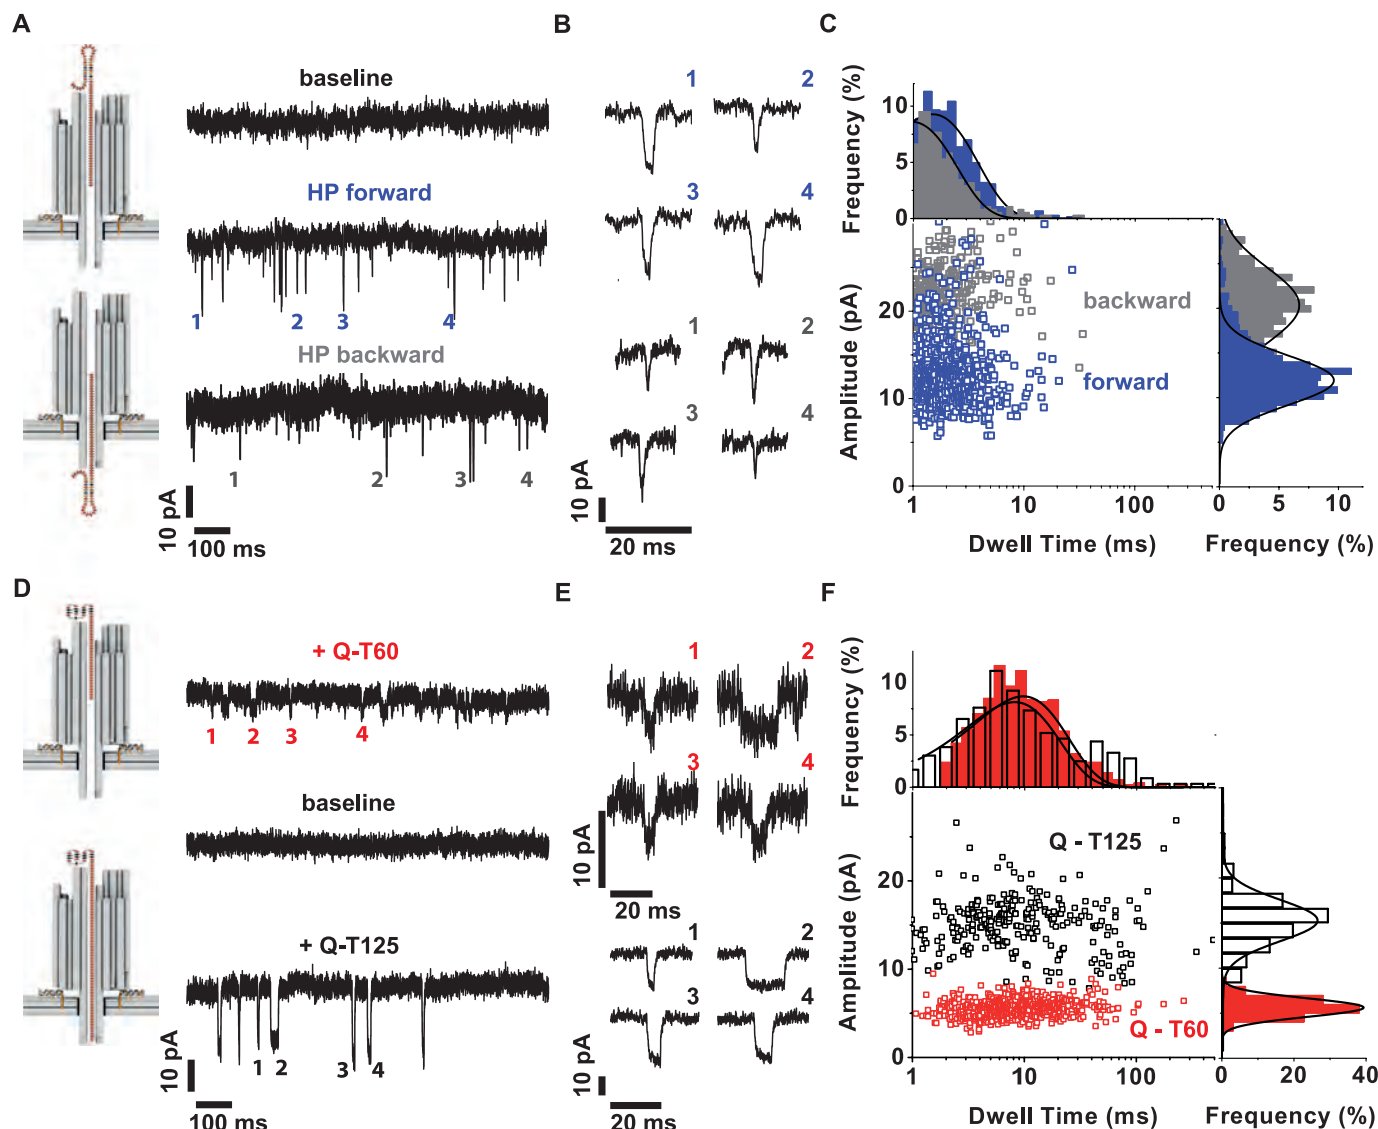 A
baseline
HP forward
1 2 3 4
HP backward
1 2 3 4
10 pA
100 ms
B
1 2
3 4
1 2
3 4
10 pA
20 ms
C
Frequency (%)
10
5
0
Amplitude (pA)
20
10
0
backward
forward
1 10 100
Dwell Time (ms)
0 5 10
Frequency (%)
D
+ Q-T60
1 2 3 4
baseline
+ Q-T125
1 2 3 4
10 pA
100 ms
E
1 2
3 4
10 pA
20 ms
1 2
3 4
10 pA
20 ms
F
Frequency (%)
10
5
0
Amplitude (pA)
20
10
0
Q - T125
Q - T60
1 10 100
Dwell Time (ms)
0 20 40
Frequency (%)